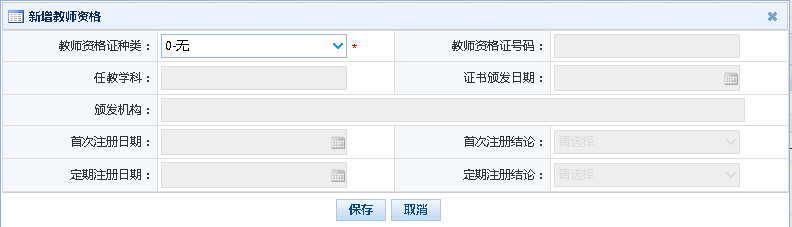 新增教师资格
教师资格证种类： 0-无 * 教师资格证号码：
任教学科： 证书颁发日期：
颁发机构：
首次注册日期： 首次注册结论： 请选择
定期注册日期： 定期注册结论： 请选择
保存 取消